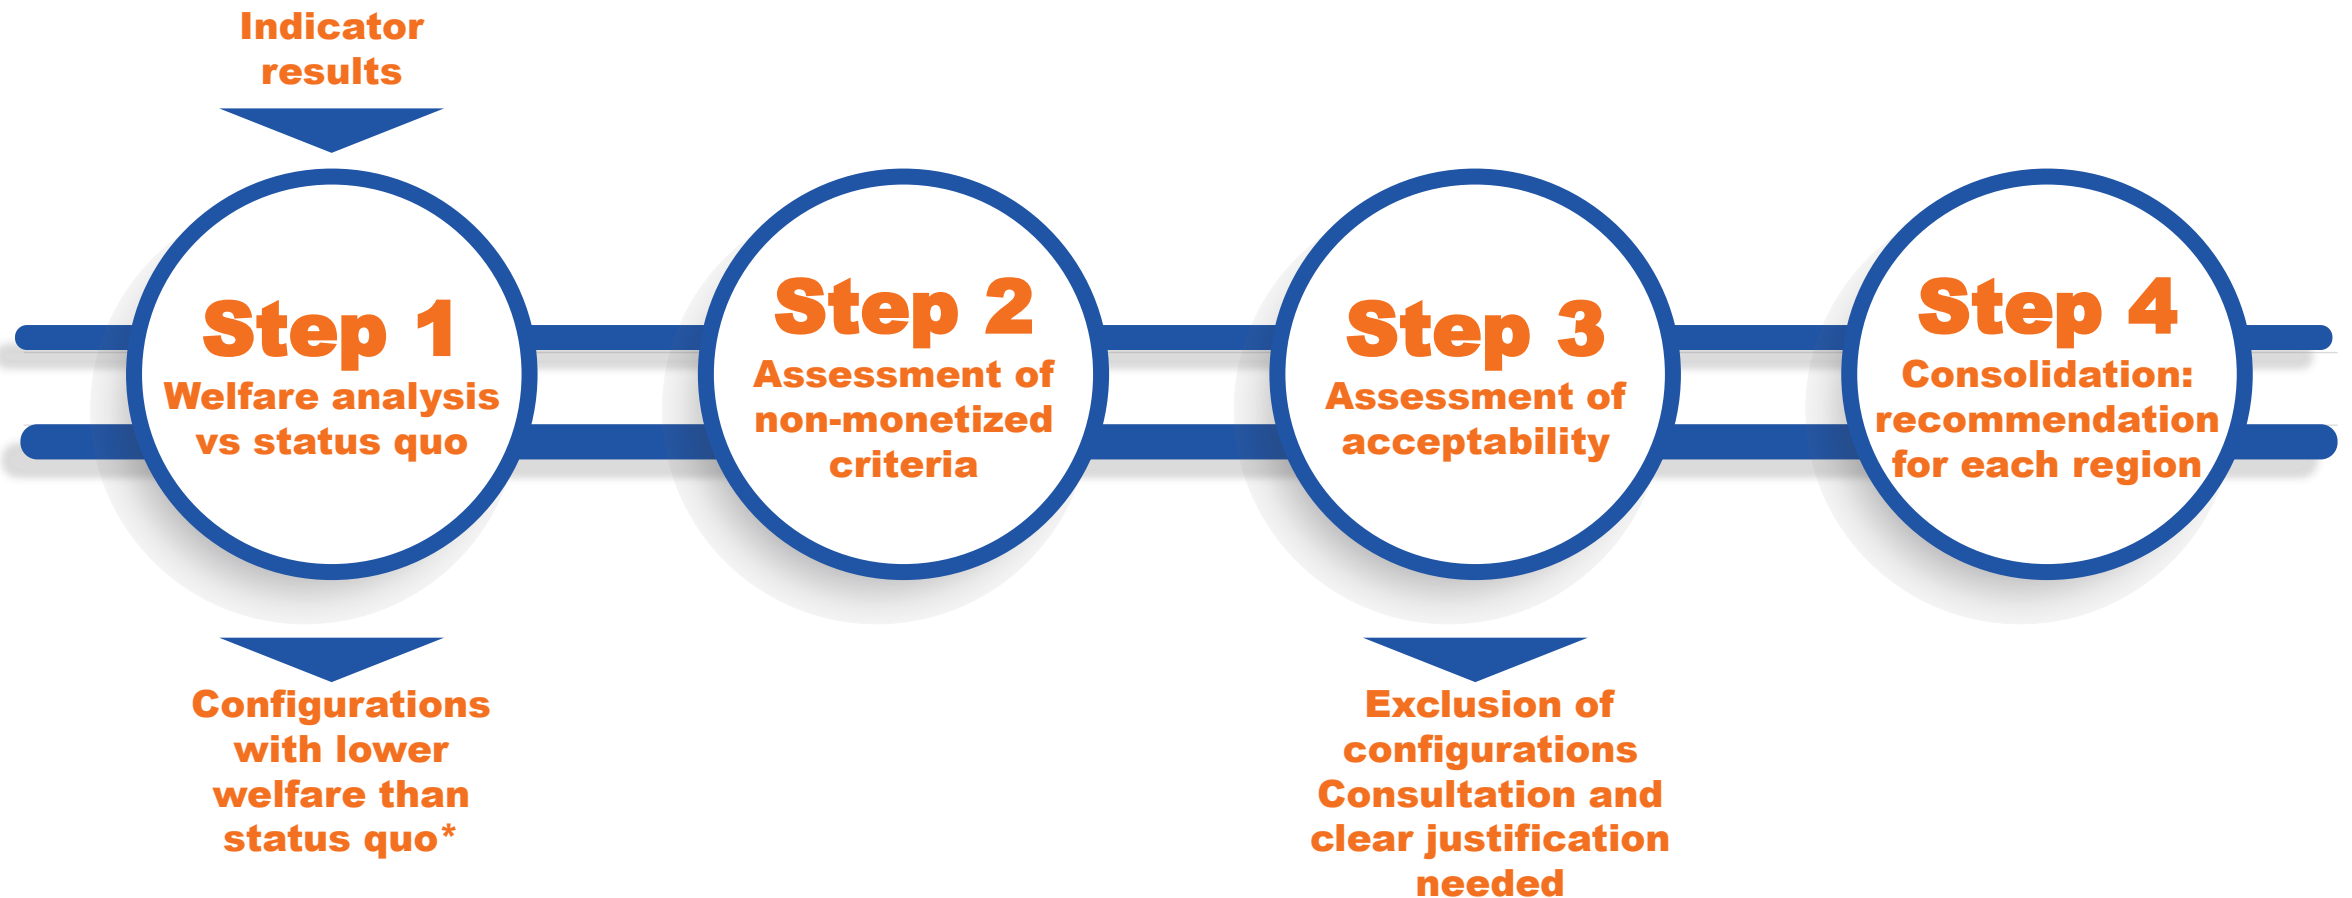 Indicator
results
Step 1
Welfare analysis
vs status quo
Configurations
with lower
welfare than
status quo*
Step 2
Assessment of
non-monetized
criteria
Step 3
Assessment of
acceptability
Exclusion of
configurations
Consultation and
clear justification
needed
Step 4
Consolidation:
recommendation
for each region